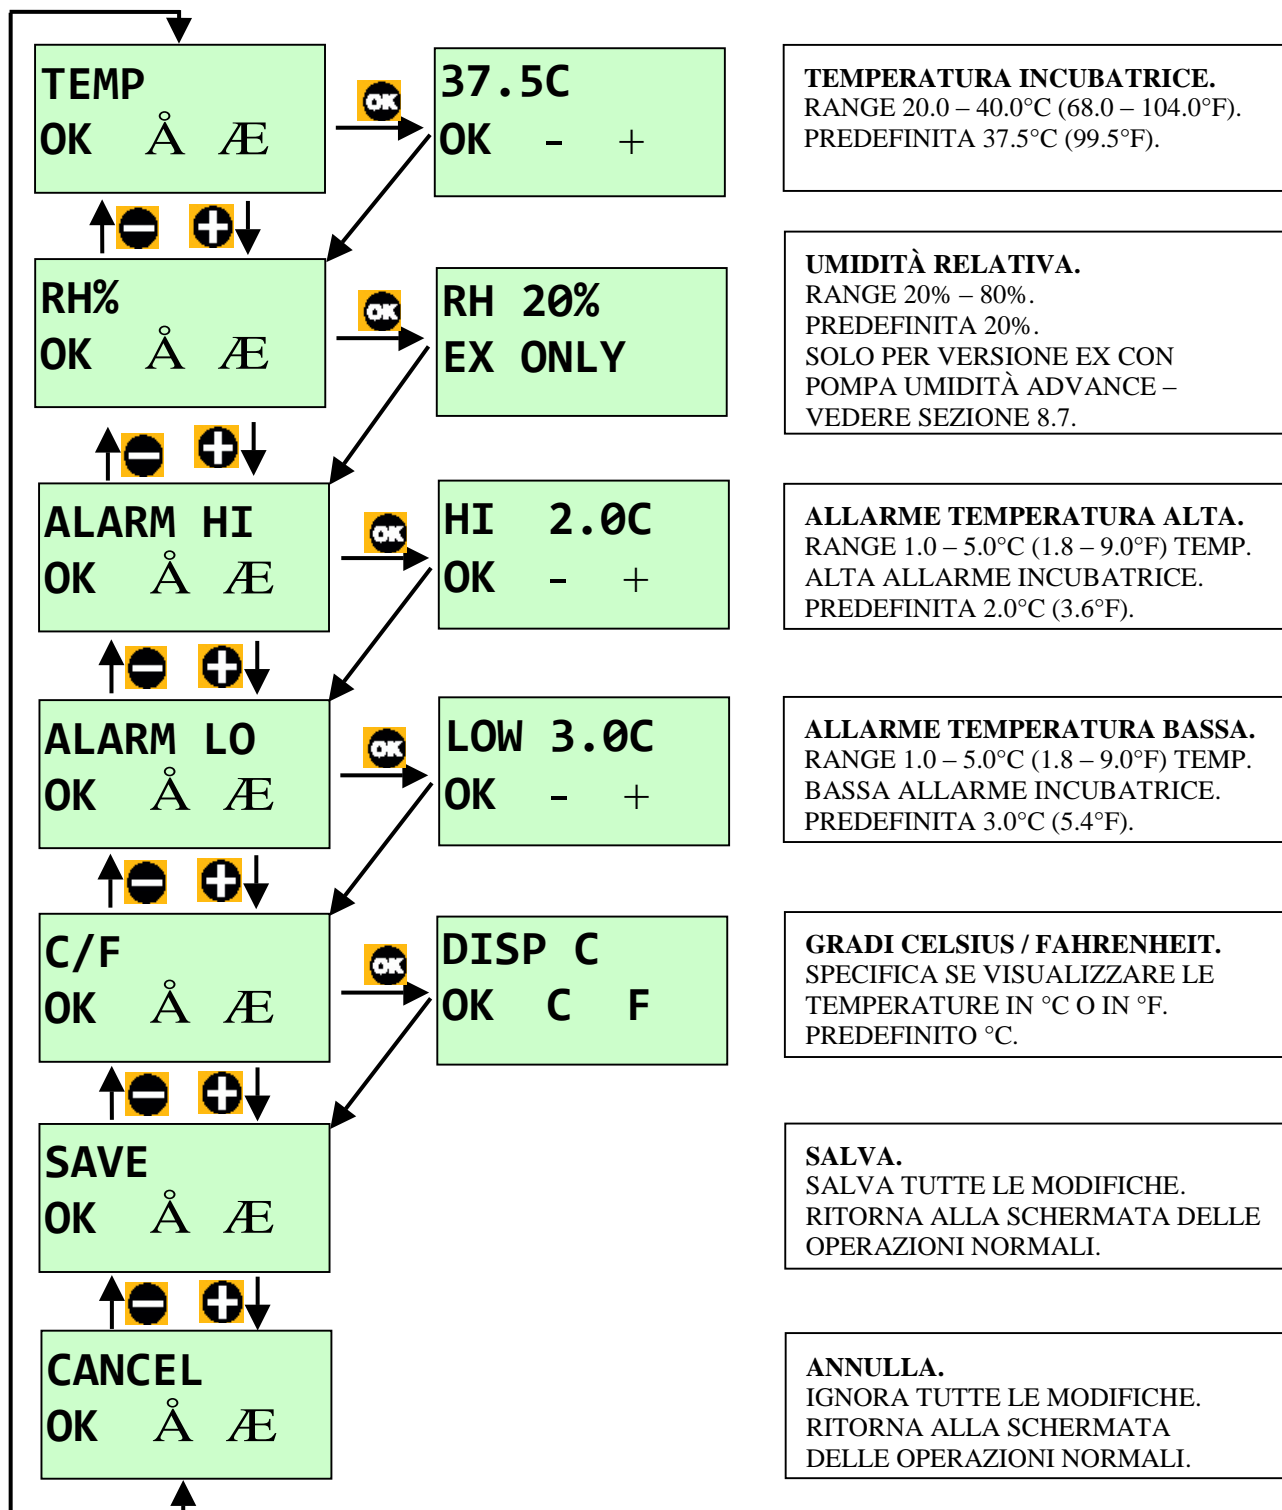 TEMP
OK Å Æ
OK
37.5C
OK - +
TEMPERATURA INCUBATRICE.
RANGE 20.0 – 40.0°C (68.0 – 104.0°F).
PREDEFINITA 37.5°C (99.5°F).
RH%
OK Å Æ
OK
RH 20%
EX ONLY
UMIDITÀ RELATIVA.
RANGE 20% – 80%.
PREDEFINITA 20%.
SOLO PER VERSIONE EX CON
POMPA UMIDITÀ ADVANCE –
VEDERE SEZIONE 8.7.
ALARM HI
OK Å Æ
OK
HI 2.0C
OK - +
ALLARME TEMPERATURA ALTA.
RANGE 1.0 – 5.0°C (1.8 – 9.0°F) TEMP.
ALTA ALLARME INCUBATRICE.
PREDEFINITA 2.0°C (3.6°F).
ALARM LO
OK Å Æ
OK
LOW 3.0C
OK - +
ALLARME TEMPERATURA BASSA.
RANGE 1.0 – 5.0°C (1.8 – 9.0°F) TEMP.
BASSA ALLARME INCUBATRICE.
PREDEFINITA 3.0°C (5.4°F).
C/F
OK Å Æ
OK
DISP C
OK C F
GRADI CELSIUS / FAHRENHEIT.
SPECIFICA SE VISUALIZZARE LE
TEMPERATURE IN °C O IN °F.
PREDEFINITO °C.
SAVE
OK Å Æ
SALVA.
SALVA TUTTE LE MODIFICHE.
RITORNA ALLA SCHERMATA DELLE
OPERAZIONI NORMALI.
CANCEL
OK Å Æ
ANNULLA.
IGNORA TUTTE LE MODIFICHE.
RITORNA ALLA SCHERMATA
DELLE OPERAZIONI NORMALI.